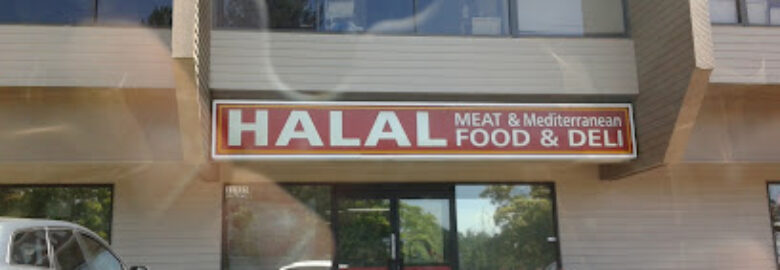 HALAL
MEAT & Mediterranean
FOOD & DELI